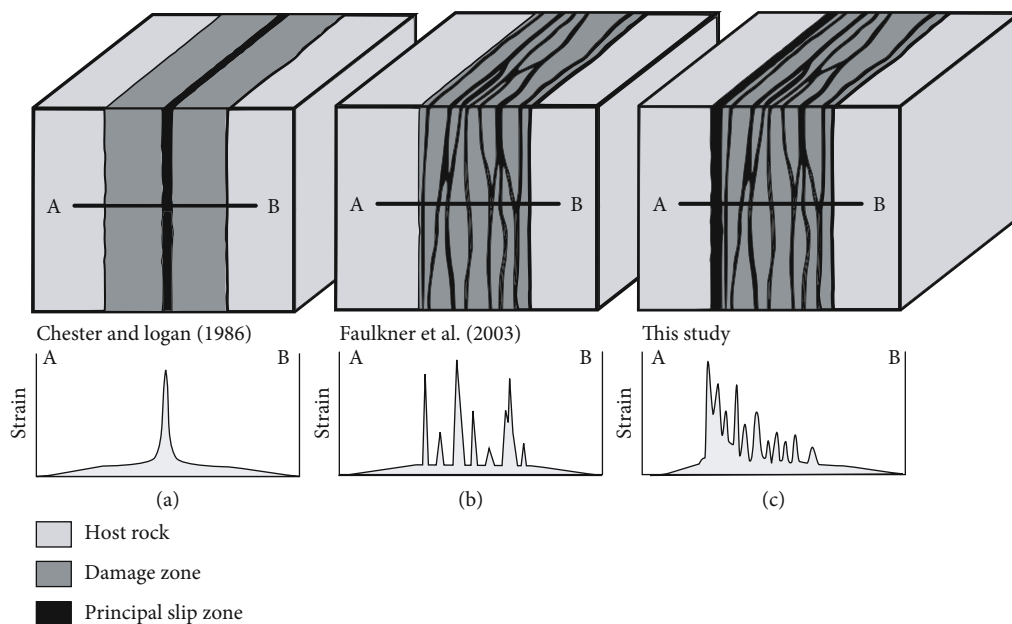 A
B
A
B
A
B
Chester and logan (1986)
Faulkner et al. (2003)
This study
A
B
Strain
(a)
A
B
Strain
(b)
A
B
Strain
(c)
Host rock
Damage zone
Principal slip zone